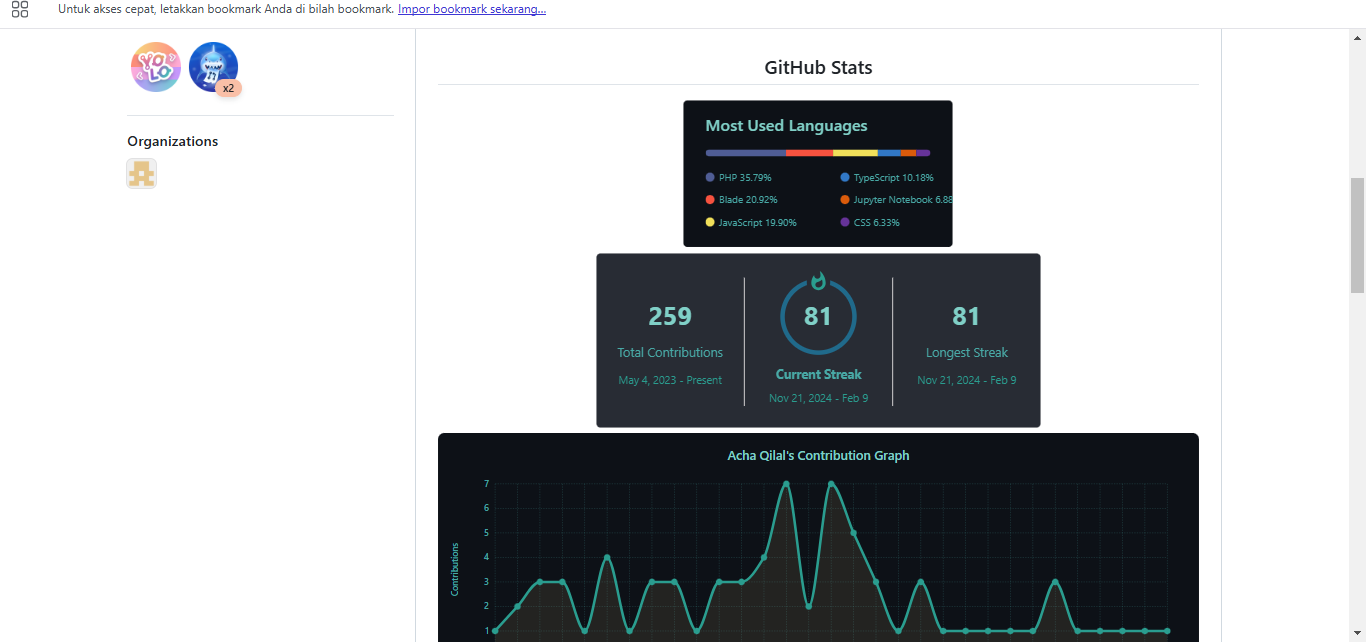 Untuk akses cepat, letakkan bookmark Anda di bilah bookmark. Impor bookmark sekarang...
YOLO
x2
Organizations
GitHub Stats
Most Used Languages
PHP 35.79%
Blade 20.92%
JavaScript 19.90%
TypeScript 10.18%
Jupyter Notebook 6.88
CSS 6.33%
259
Total Contributions
May 4, 2023 - Present
81
Current Streak
Nov 21, 2024 - Feb 9
81
Longest Streak
Nov 21, 2024 - Feb 9
Acha Qilal's Contribution Graph
Contributions
7
6
5
4
3
2
1